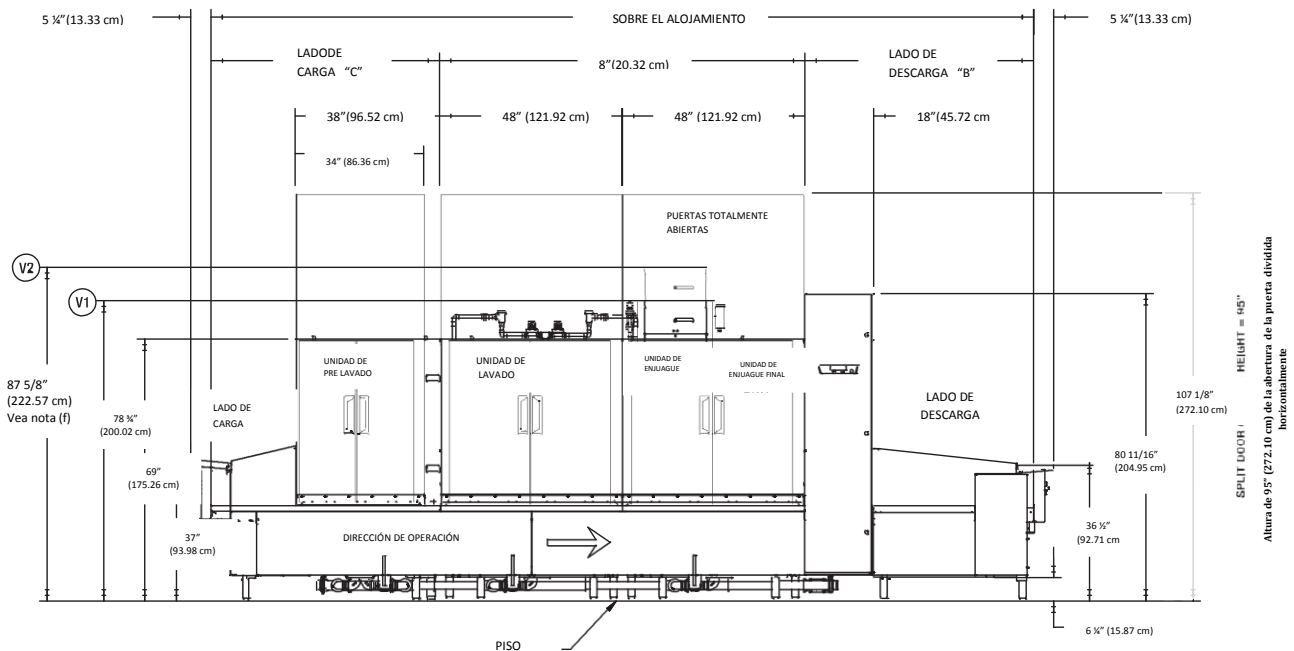 5 ¼”(13.33 cm)
SOBRE EL ALOJAMIENTO
5 ¼”(13.33 cm)
LADODE
CARGA “C”
8”(20.32 cm)
LADO DE
DESCARGA “B”
38”(96.52 cm)
48” (121.92 cm)
48” (121.92 cm)
18”(45.72 cm
34” (86.36 cm)
PUERTAS TOTALMENTE
ABIERTAS
V2
V1
UNIDAD DE
PRE LAVADO
UNIDAD DE
LAVADO
UNIDAD DE
ENJUAGUE
UNIDAD DE
ENJUAGUE FINAL
87 5/8”
(222.57 cm)
Vea nota (f)
78 ¾”
(200.02 cm)
LADO DE
CARGA
LADO DE
DESCARGA
107 1/8”
(272.10 cm)
80 11/16”
(204.95 cm)
69”
(175.26 cm)
37”
(93.98 cm)
DIRECCIÓN DE OPERACIÓN
36 ½”
(92.71 cm)
6 ¼” (15.87 cm)
PISO
SPLIT DOOR HEIGHT = 95"
Altura de 95” (272.10 cm) de la abertura de la puerta dividida
horizontalmente